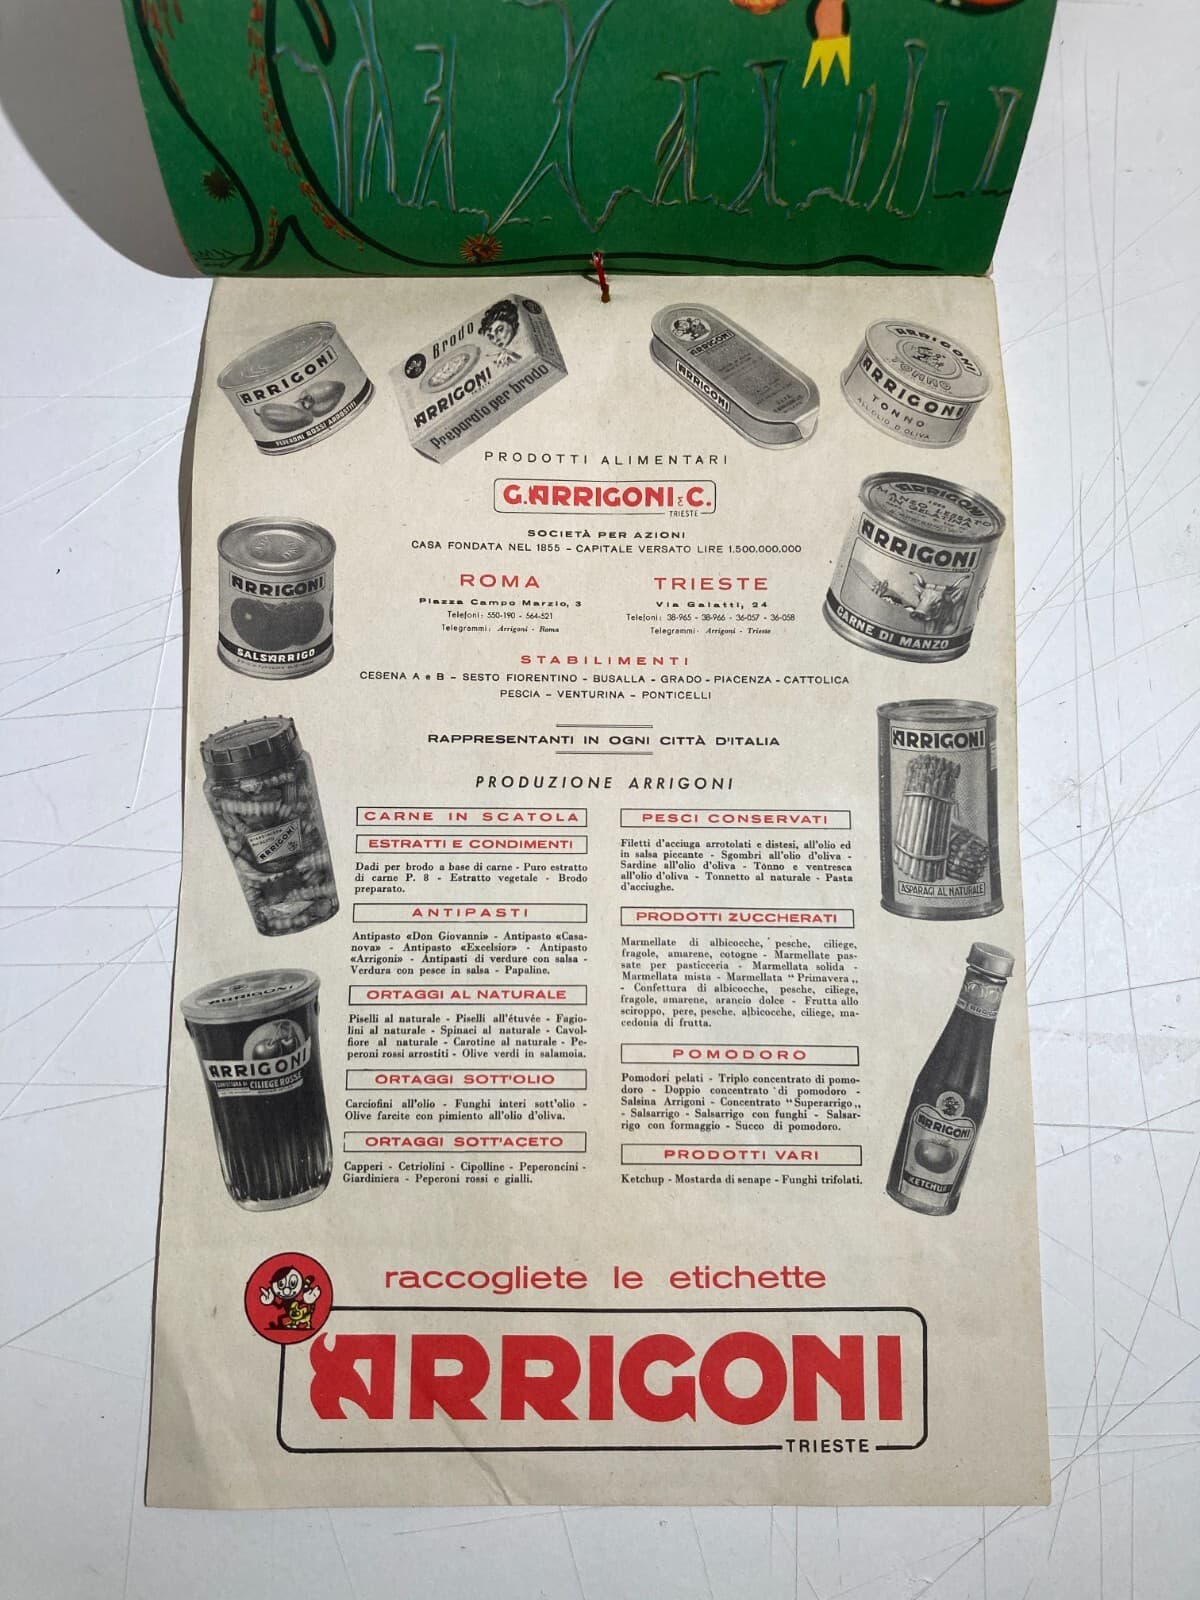 ARRIGONI
PEPERONI ROSSI ARROSTITI
Brodo
ARRIGONI
Preparato per brodo
ARRIGONI
ARRIGONI
ARRIGONI
TONNO
ARRIGONI
TONNO
ALL'OLIO D'OLIVA
PRODOTTI ALIMENTARI
G. ARRIGONI E C.
TRIESTE
SOCIETÀ PER AZIONI
CASA FONDATA NEL 1855 - CAPITALE VERSATO LIRE 1.500.000.000
ROMA
Piazza Campo Marzio, 3
Telefoni: 550-190 - 564-521
Telegrammi: Arrigoni - Roma
TRIESTE
Via Galatti, 24
Telefoni: 38-965 - 38-966 - 36-057 - 36-058
Telegrammi: Arrigoni - Trieste
STABILIMENTI
CESENA A e B - SESTO FIORENTINO - BUSALLA - GRADO - PIACENZA - CATTOLICA
PESCIA - VENTURINA - PONTICELLI
RAPPRESENTANTI IN OGNI CITTÀ D'ITALIA
PRODUZIONE ARRIGONI
ARRIGONI
SALSARRIGO
ARRIGONI
MANZO LESSATO
IN GELATINA
ARRIGONI
TRIESTE
CARNE DI MANZO
ARRIGONI
ARRIGONI
ASPARAGI AL NATURALE
ARRIGONI
ARRIGONI
CONFETTURA DI CILIEGE ROSSE
ARRIGONI
KETCHUP
CARNE IN SCATOLA
ESTRATTI E CONDIMENTI
Dadi per brodo a base di carne - Puro estratto
di carne P. 8 - Estratto vegetale - Brodo
preparato.
ANTIPASTI
Antipasto «Don Giovanni» - Antipasto «Casa-
nova» - Antipasto «Excelsior» - Antipasto
«Arrigoni» - Antipasti di verdure con salsa -
Verdura con pesce in salsa - Papaline.
ORTAGGI AL NATURALE
Piselli al naturale - Piselli all'étuvée - Fagio-
lini al naturale - Spinaci al naturale - Cavol-
fiore al naturale - Carotine al naturale - Pe-
peroni rossi arrostiti - Olive verdi in salamoia.
ORTAGGI SOTT'OLIO
Carciofini all'olio - Funghi interi sott'olio -
Olive farcite con pimiento all'olio d'oliva.
ORTAGGI SOTT'ACETO
Capperi - Cetriolini - Cipolline - Peperoncini -
Giardiniera - Peperoni rossi e gialli.
PESCI CONSERVATI
Filetti d'acciuga arrotolati e distesi, all'olio ed
in salsa piccante - Sgombri all'olio d'oliva -
Sardine all'olio d'oliva - Tonno e ventresca
all'olio d'oliva - Tonnetto al naturale - Pasta
d'acciughe.
PRODOTTI ZUCCHERATI
Marmellate di albicocche, pesche, ciliege,
fragole, amarene, cotogne - Marmellate pas-
sate per pasticceria - Marmellata solida -
Marmellata mista - Marmellata "Primavera,,
- Confettura di albicocche, pesche, ciliege,
fragole, amarene, arancio dolce - Frutta allo
sciroppo, pere, pesche, albicocche, ciliege, ma-
cedonia di frutta.
POMODORO
Pomodori pelati - Triplo concentrato di pomo-
doro - Doppio concentrato di pomodoro -
Salsina Arrigoni - Concentrato "Superarrigo,,
- Salsarrigo - Salsarrigo con funghi - Salsar-
rigo con formaggio - Succo di pomodoro.
PRODOTTI VARI
Ketchup - Mostarda di senape - Funghi trifolati.
raccogliete le etichette
ARRIGONI
TRIESTE